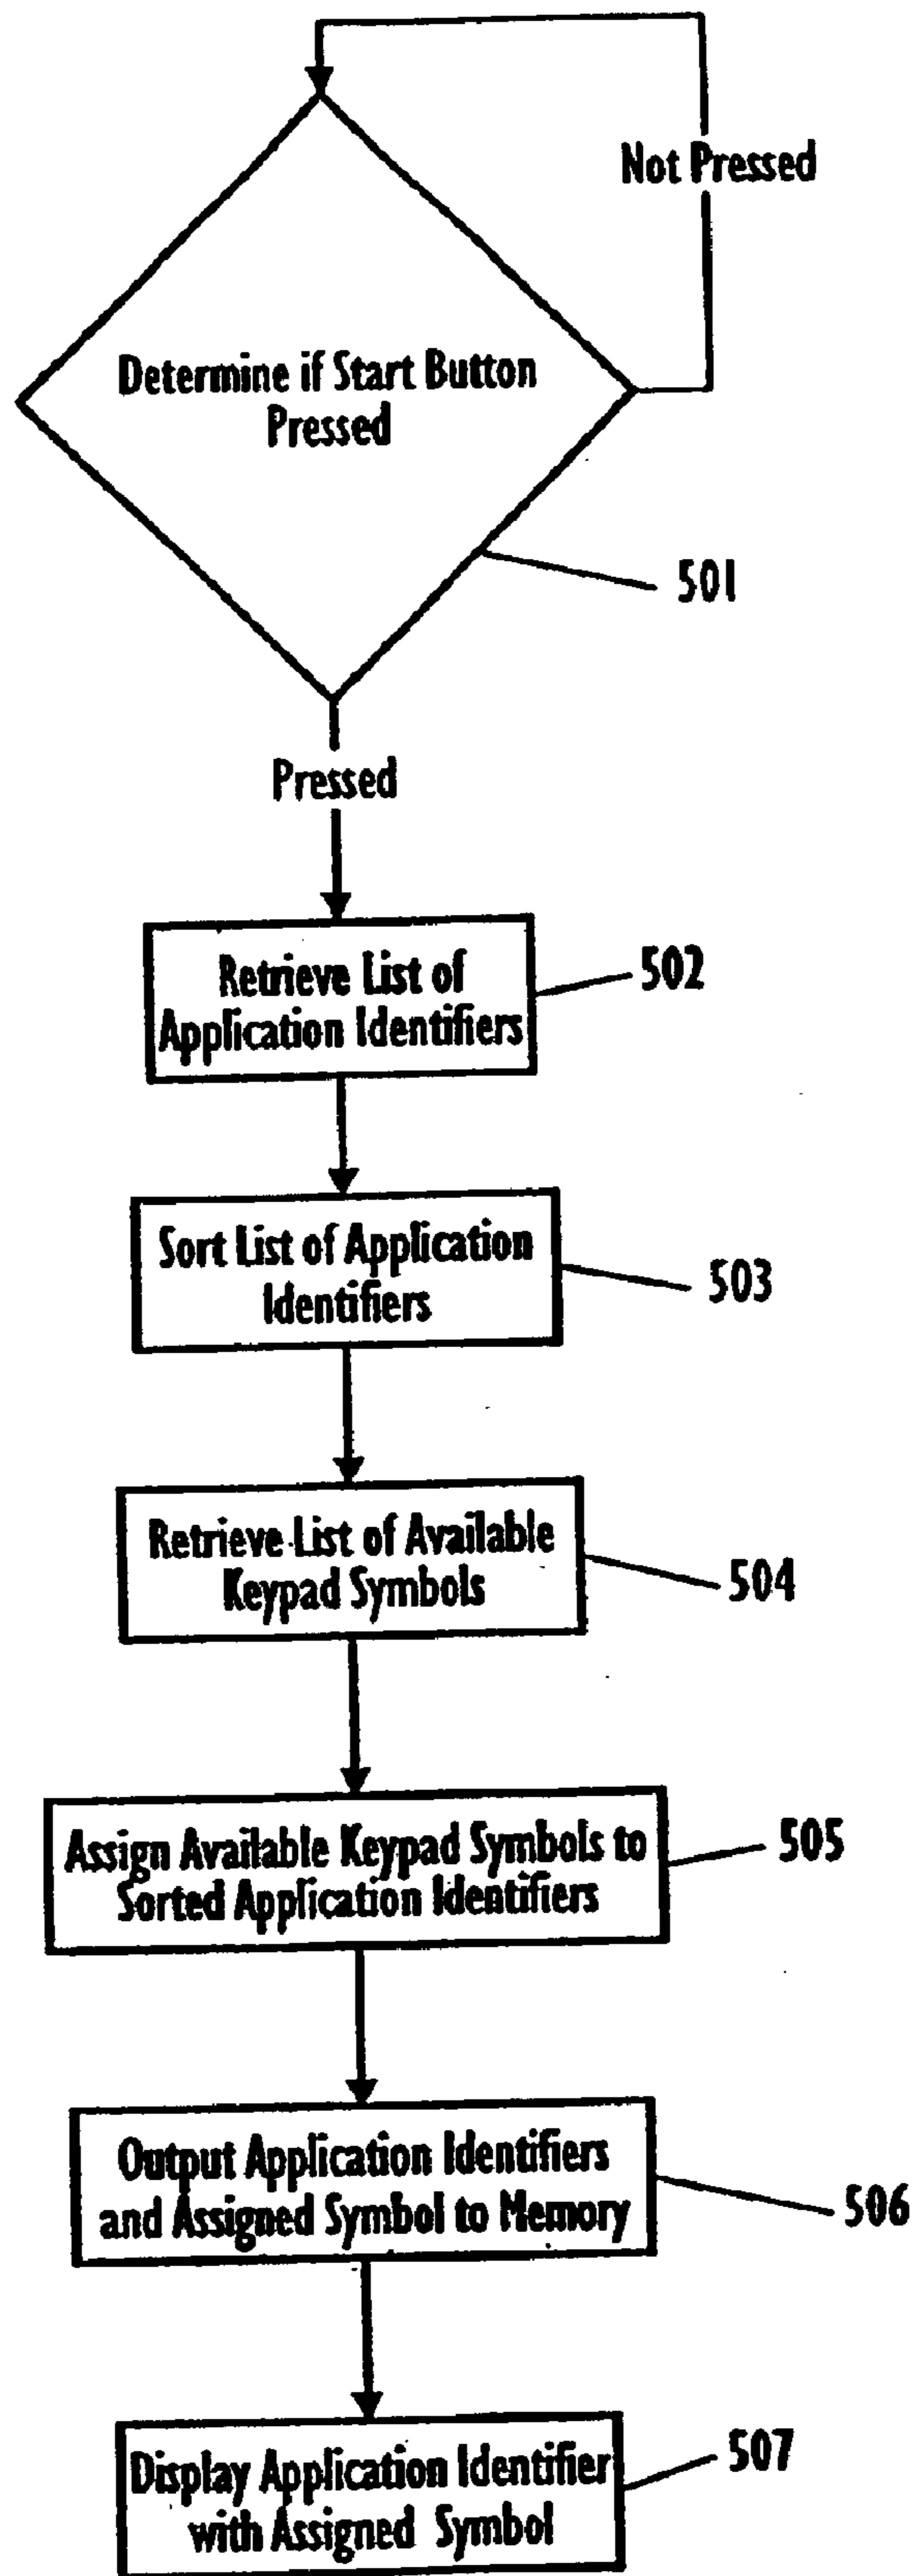 Not Pressed
Determine if Start Button
Pressed
501
Pressed
Retrieve List of
Application Identifiers
502
Sort List of Application
Identifiers
503
Retrieve List of Available
Keypad Symbols
504
Assign Available Keypad Symbols to
Sorted Application Identifiers
505
Output Application Identifiers
and Assigned Symbol to Memory
506
Display Application Identifier
with Assigned Symbol
507